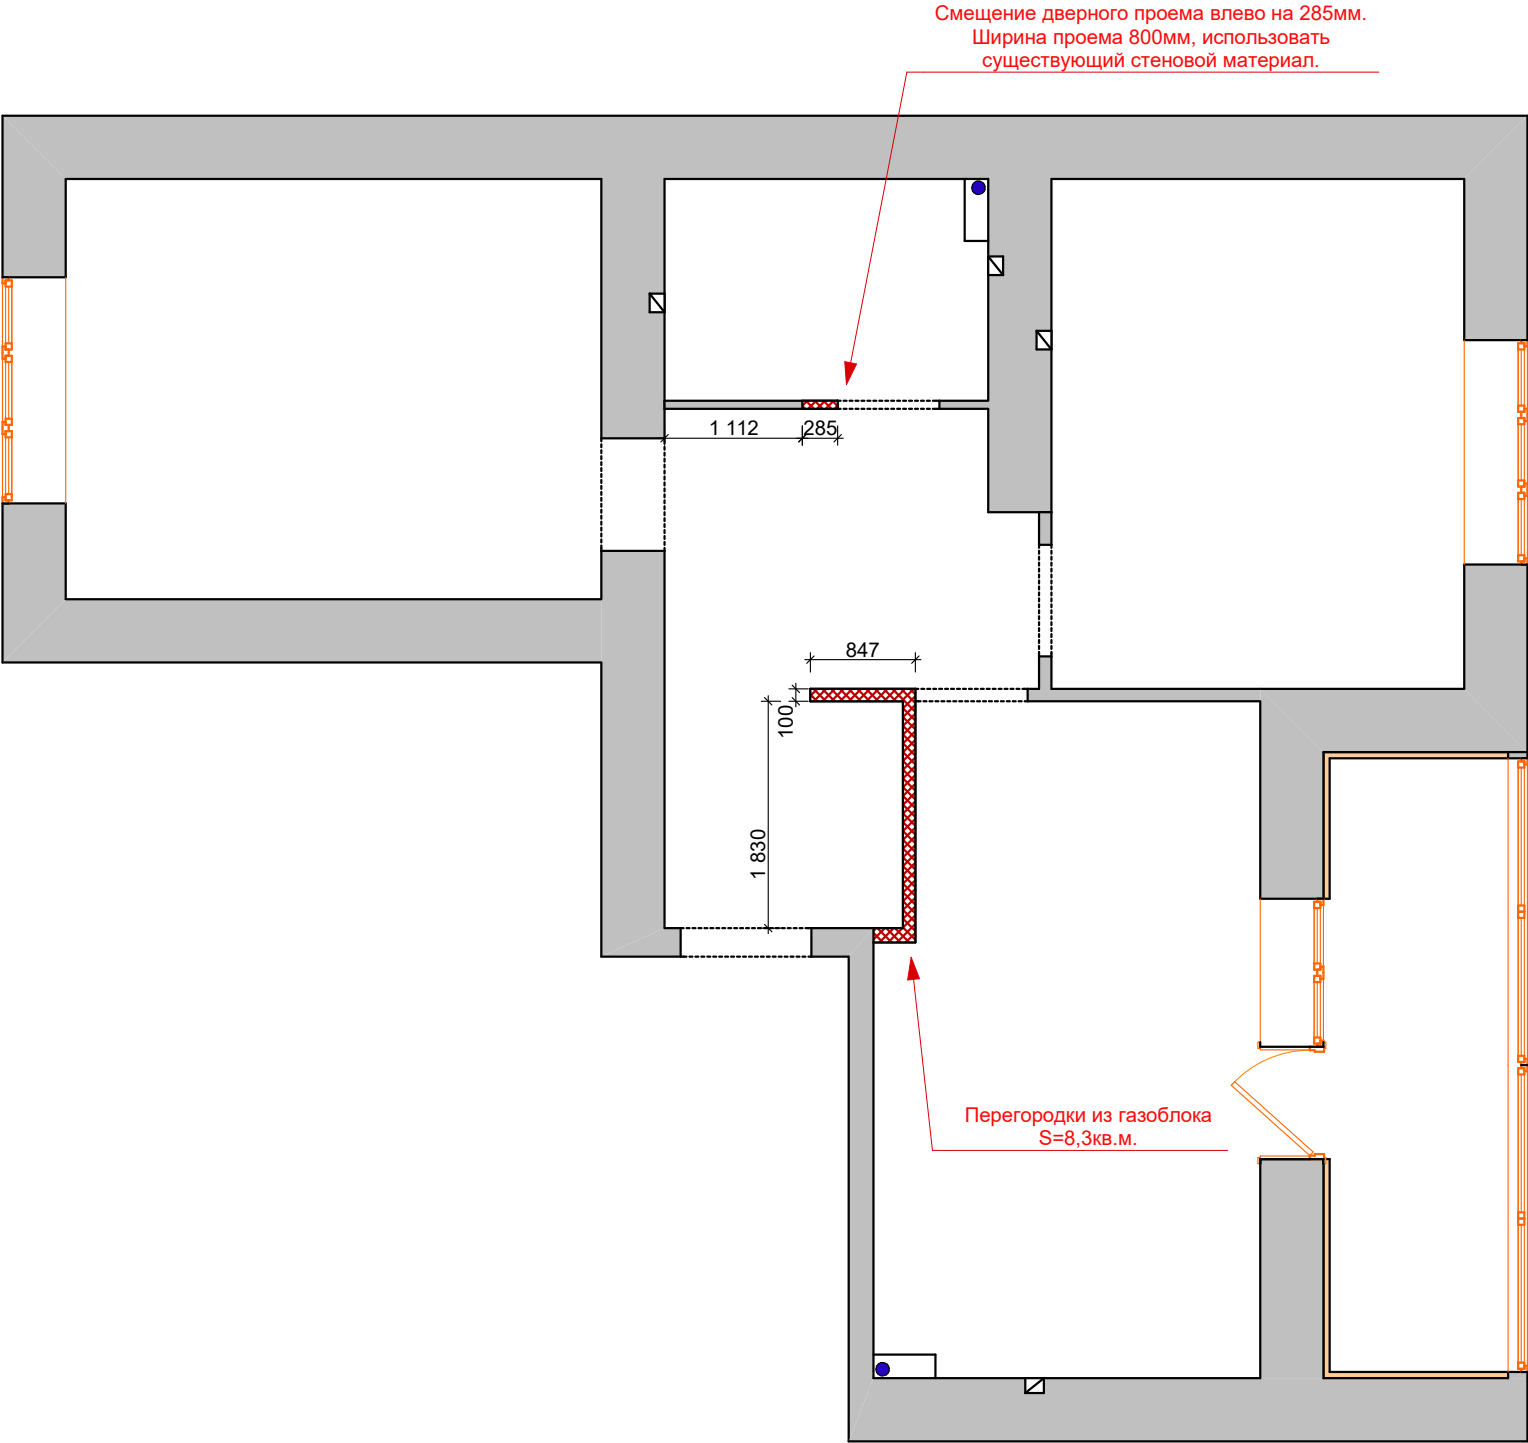 Смещение дверного проема влево на 285мм.
Ширина проема 800мм, использовать
существующий стеновой материал.
1 112
285
847
100
1 830
Перегородки из газоблока
S=8,3кв.м.